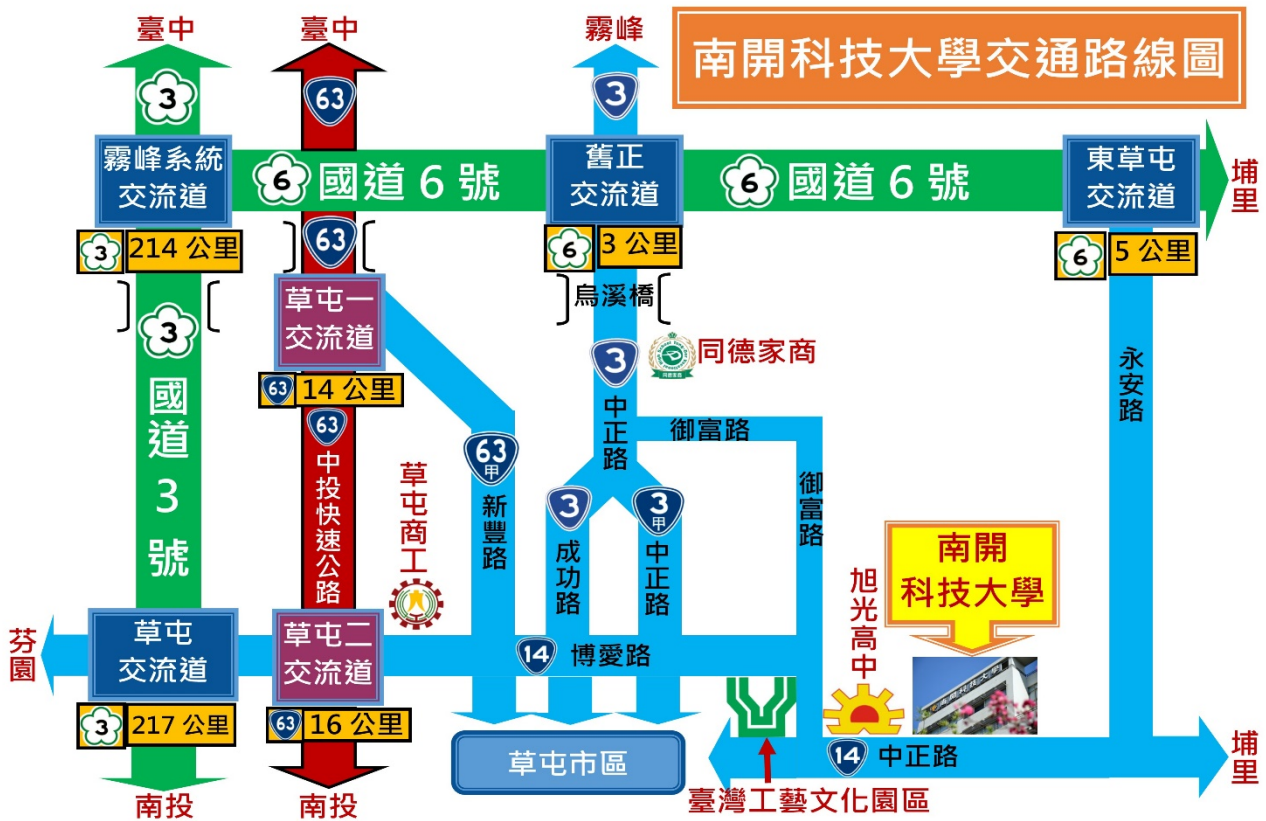 臺中
臺中
霧峰
南開科技大學交通路線圖
3
63
3
霧峰系統
交流道
6 國道 6 號
舊正
交流道
6 國道 6 號
東草屯
交流道
埔
里
3 214 公里
63
6 3 公里
6 5 公里
烏溪橋
3
草屯一
交流道
63 14 公里
3
同德家商
永安路
國道3號
63
中投快速公路
草屯商工
63甲
新豐路
中正路
御富路
御富路
3
成功路
3甲
中正路
旭光高中
南開
科技大學
南開科技大學
芬園
草屯
交流道
草屯二
交流道
14 博愛路
3 217 公里
63 16 公里
草屯市區
14 中正路
埔
里
南投
南投
臺灣工藝文化園區